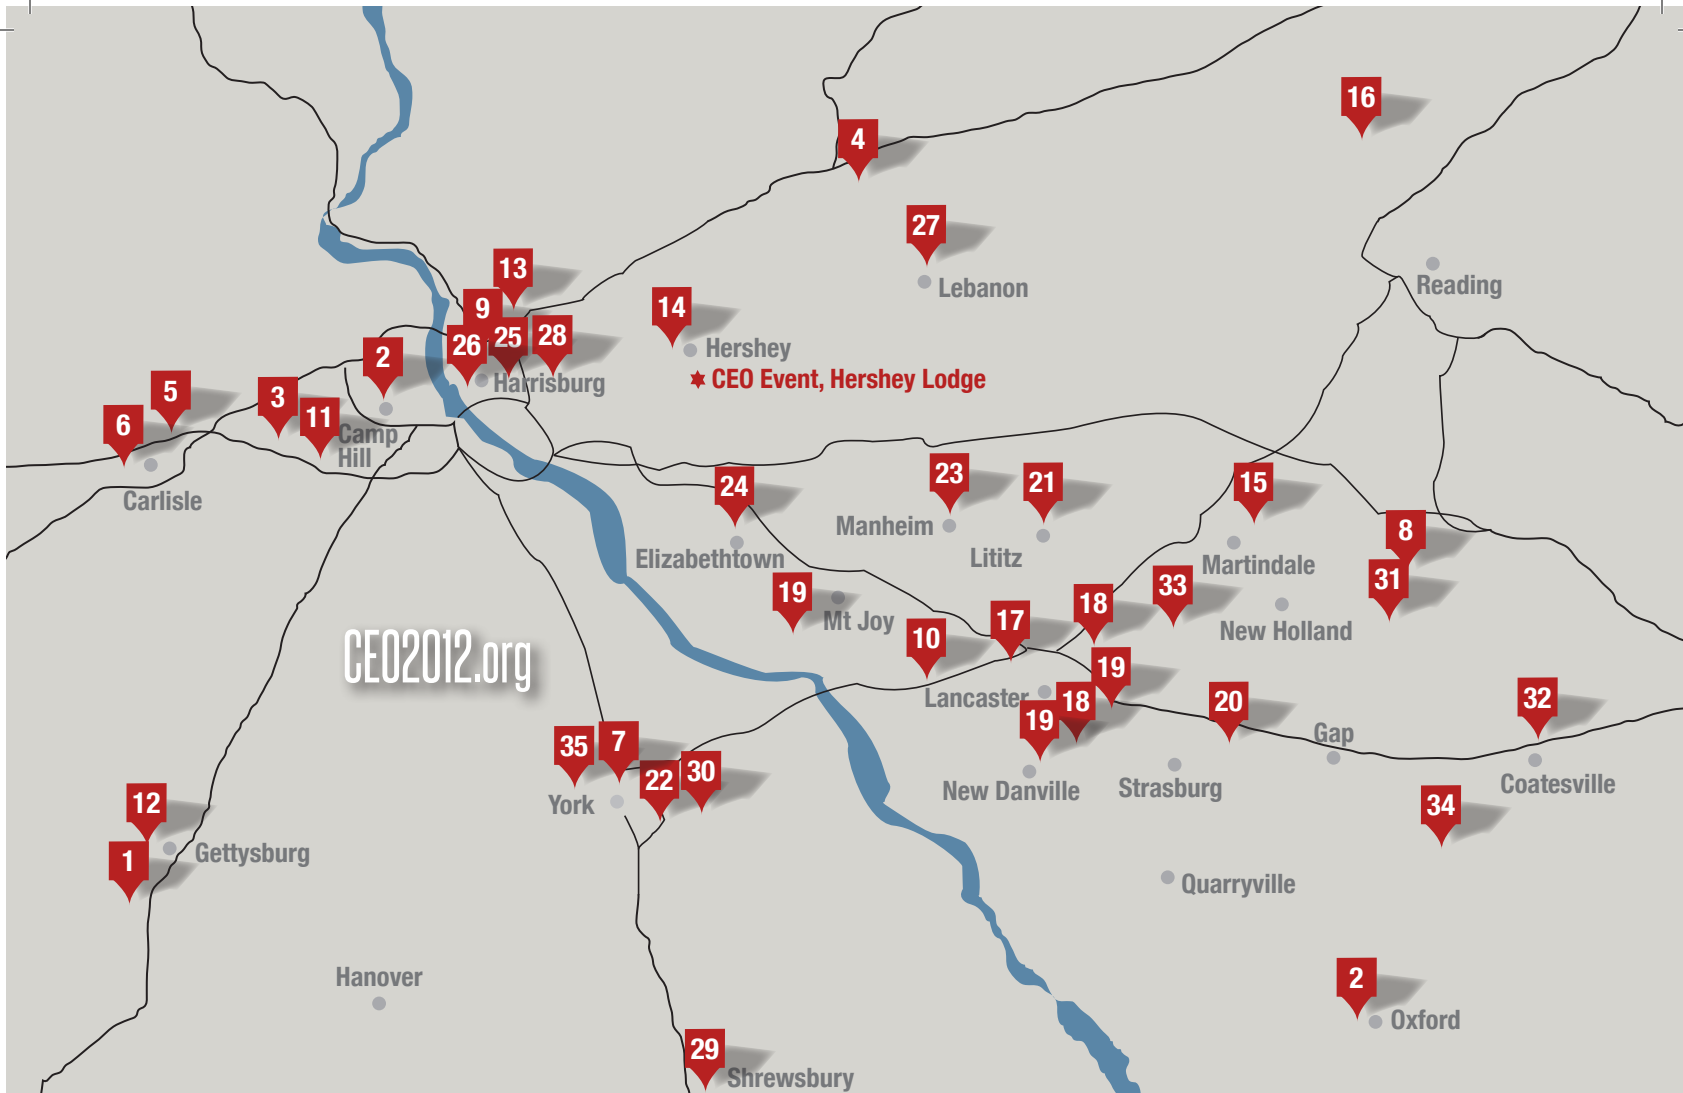 16
4
27
Lebanon
Reading
13
9
14
26
25
28
2
Hershey
Harrisburg
CEO Event, Hershey Lodge
5
3
6
11
Camp
Hill
Carlisle
24
23
21
15
Manheim
Elizabethtown
Lititz
8
Martindale
31
19
Mt Joy
33
18
17
10
New Holland
CEO2012.org
19
Lancaster
18
19
20
32
Gap
35
7
22
30
York
New Danville
Strasburg
Coatesville
12
34
1
Gettysburg
Quarryville
Hanover
2
Oxford
29
Shrewsbury